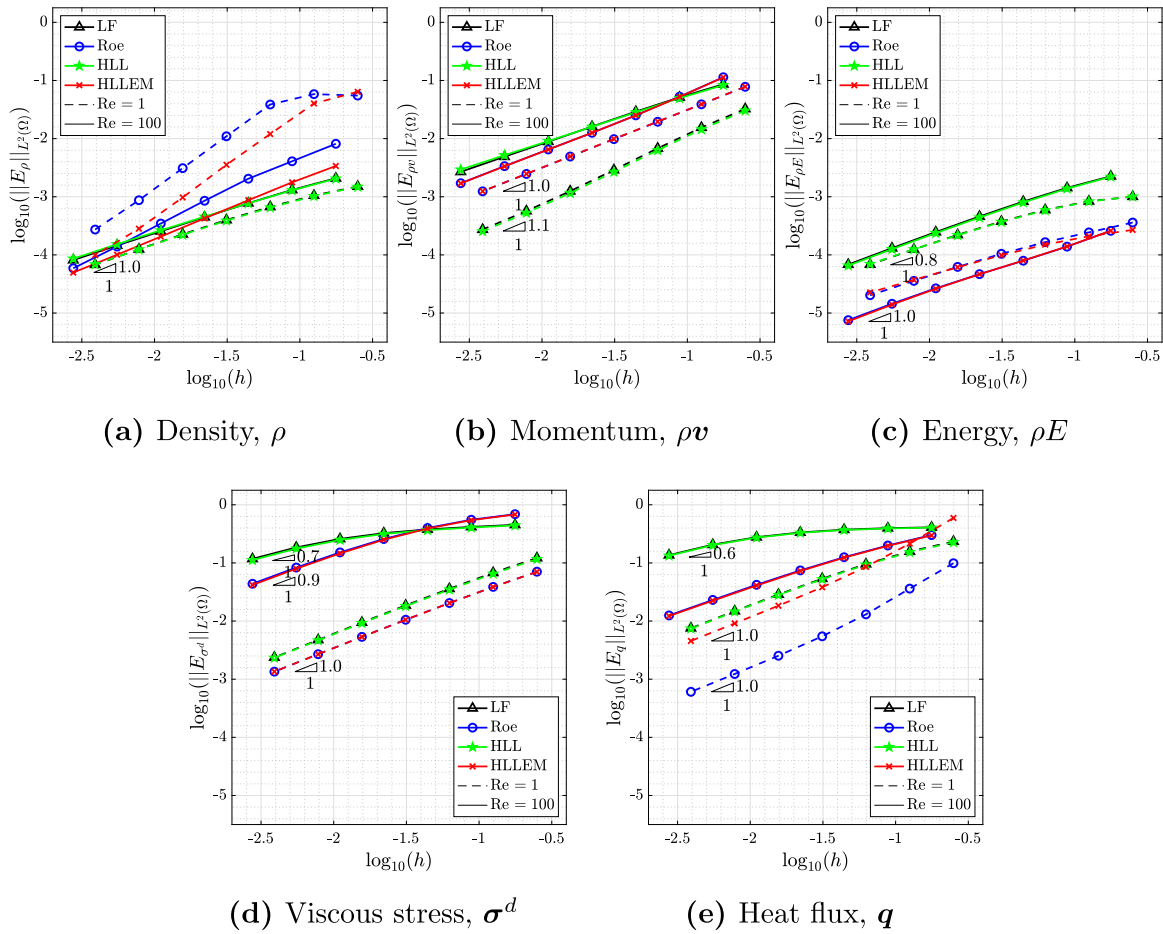 LF
Roe
HLL
HLLEM
Re = 1
Re = 100
0
-1
-2
-3
-4
-5
-2.5 -2 -1.5 -1 -0.5
log₁₀(h)
log₁₀(||E_ρ||_{L²(Ω)})
1.0
1
(a) Density, ρ
LF
Roe
HLL
HLLEM
Re = 1
Re = 100
0
-1
-2
-3
-4
-5
-2.5 -2 -1.5 -1 -0.5
log₁₀(h)
log₁₀(||E_{ρv}||_{L²(Ω)})
1.0
1
1.1
1
(b) Momentum, ρv
LF
Roe
HLL
HLLEM
Re = 1
Re = 100
0
-1
-2
-3
-4
-5
-2.5 -2 -1.5 -1 -0.5
log₁₀(h)
log₁₀(||E_{ρE}||_{L²(Ω)})
0.8
1
1.0
1
(c) Energy, ρE
0
-1
-2
-3
-4
-5
-2.5 -2 -1.5 -1 -0.5
log₁₀(h)
log₁₀(||E_{σ^d}||_{L²(Ω)})
0.7
1
0.9
1
1.0
1
LF
Roe
HLL
HLLEM
Re = 1
Re = 100
(d) Viscous stress, σ^d
0
-1
-2
-3
-4
-5
-2.5 -2 -1.5 -1 -0.5
log₁₀(h)
log₁₀(||E_q||_{L²(Ω)})
0.6
1
1.0
1
1.0
1
LF
Roe
HLL
HLLEM
Re = 1
Re = 100
(e) Heat flux, q